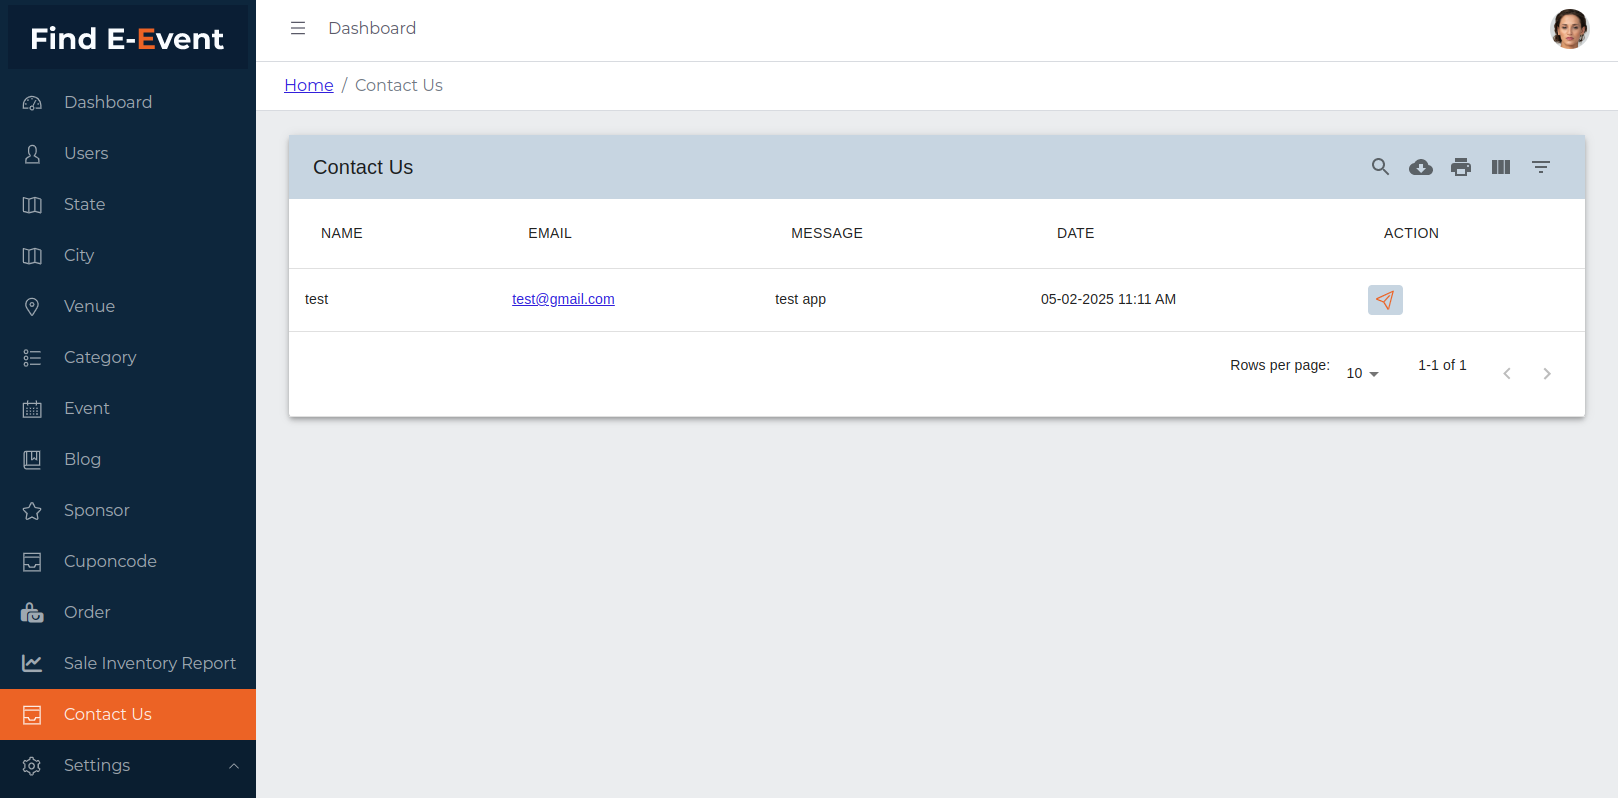 Find E-Event
Dashboard
Users
State
City
Venue
Category
Event
Blog
Sponsor
Cuponcode
Order
Sale Inventory Report
Contact Us
Settings
Dashboard
Home / Contact Us
Contact Us
NAME EMAIL MESSAGE DATE ACTION
test test@gmail.com test app 05-02-2025 11:11 AM
Rows per page: 10 1-1 of 1